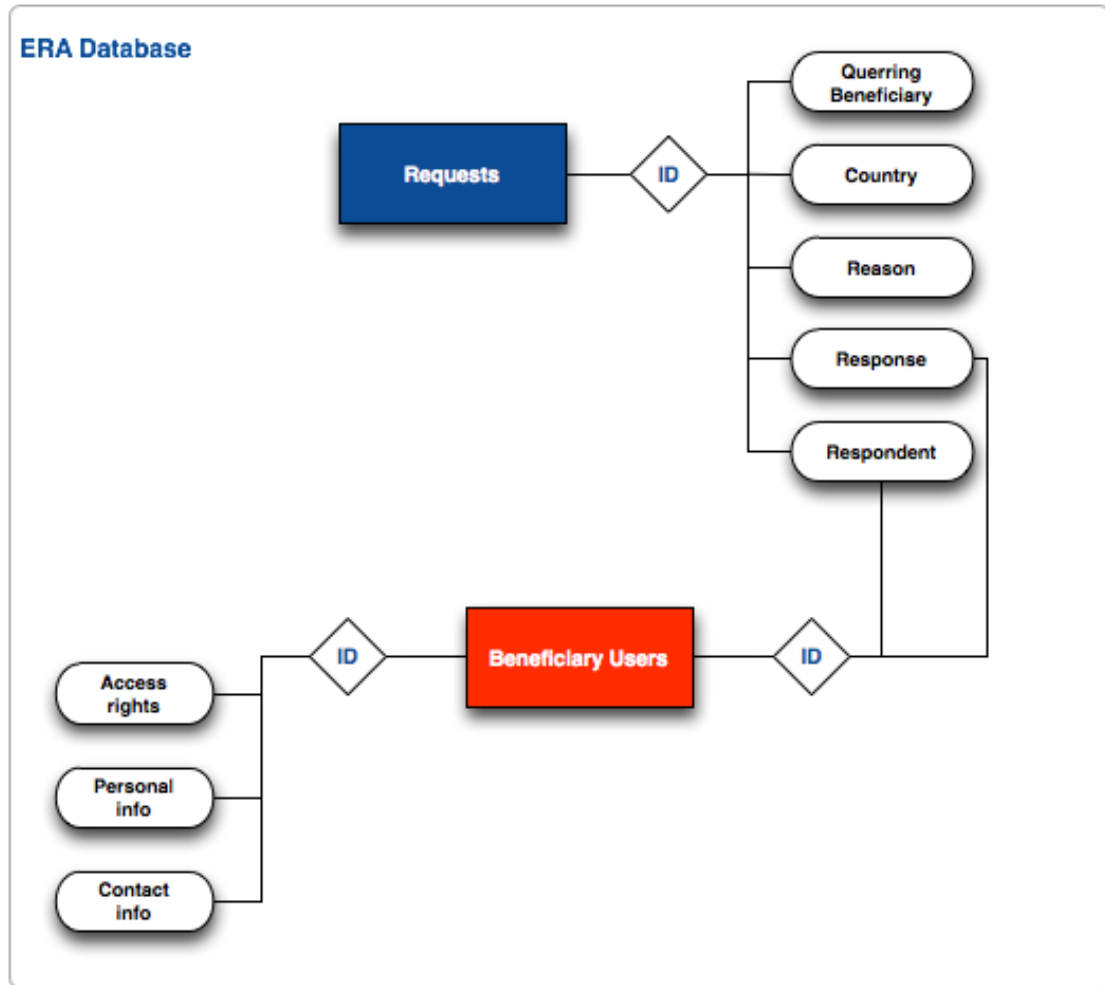 ERA Database
Querring
Beneficiary
Requests
ID
Country
Reason
Response
Respondent
ID
Beneficiary Users
ID
Access
rights
Personal
info
Contact
info